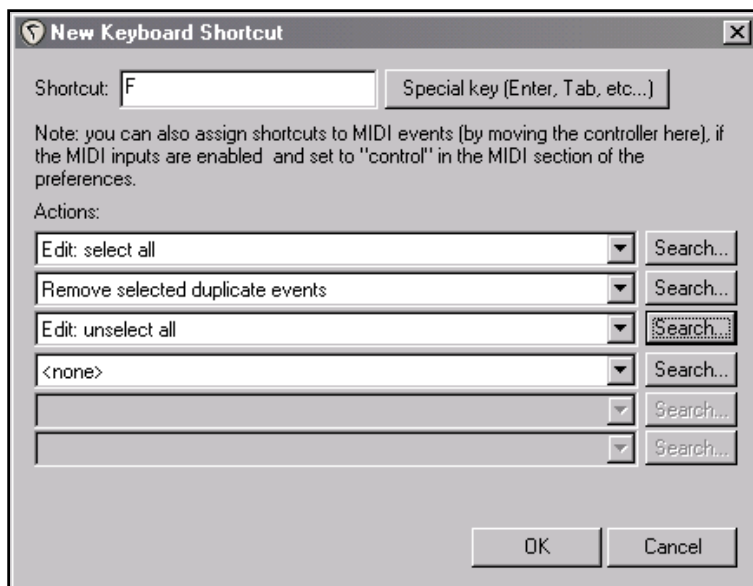 New Keyboard Shortcut
Shortcut: F Special key (Enter, Tab, etc...)
Note: you can also assign shortcuts to MIDI events (by moving the controller here), if
the MIDI inputs are enabled  and set to "control" in the MIDI section of the
preferences.
Actions:
Edit: select all Search...
Remove selected duplicate events Search...
Edit: unselect all Search...
<none> Search...
Search...
Search...
OK Cancel